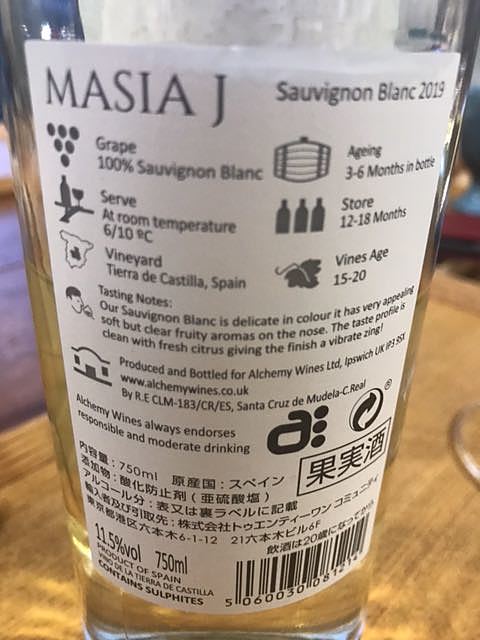 MASIA J
Sauvignon Blanc 2019
Grape
100% Sauvignon Blanc
Ageing
3-6 Months in bottle
Serve
At room temperature
6/10 ºC
Store
12-18 Months
Vineyard
Tierra de Castilla, Spain
Vines Age
15-20
Tasting Notes:
Our Sauvignon Blanc is delicate in colour it has very appealing
soft but clear fruity aromas on the nose. The taste profile is
clean with fresh citrus giving the finish a vibrate zing!
Produced and Bottled for Alchemy Wines Ltd, Ipswich UK IP3 9SX
www.alchemywines.co.uk
By R.E CLM-183/CR/ES, Santa Cruz de Mudela-C.Real
Alchemy Wines always endorses
responsible and moderate drinking
a:
®
果実酒
内容量：750ml 原産国：スペイン
添加物：酸化防止剤（亜硫酸塩）
アルコール分：表又は裏ラベルに記載
輸入者及び引取先：株式会社トゥエンティーワン コミュニティ
東京都港区六本木6-1-12 21六本木ビル6F
飲酒は20歳になってから
11.5%vol 750ml
PRODUCT OF SPAIN
VINO DE LA TIERRA DE CASTILLA
CONTAINS SULPHITES
5 060030 081